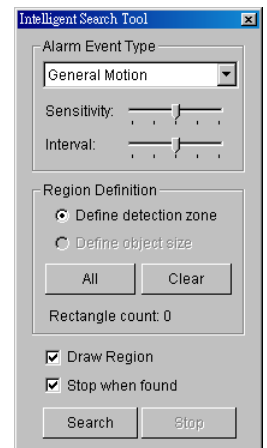 Intelligent Search Tool
Alarm Event Type
General Motion
Sensitivity:
Interval:
Region Definition
Define detection zone
Define object size
All Clear
Rectangle count: 0
Draw Region
Stop when found
Search Stop